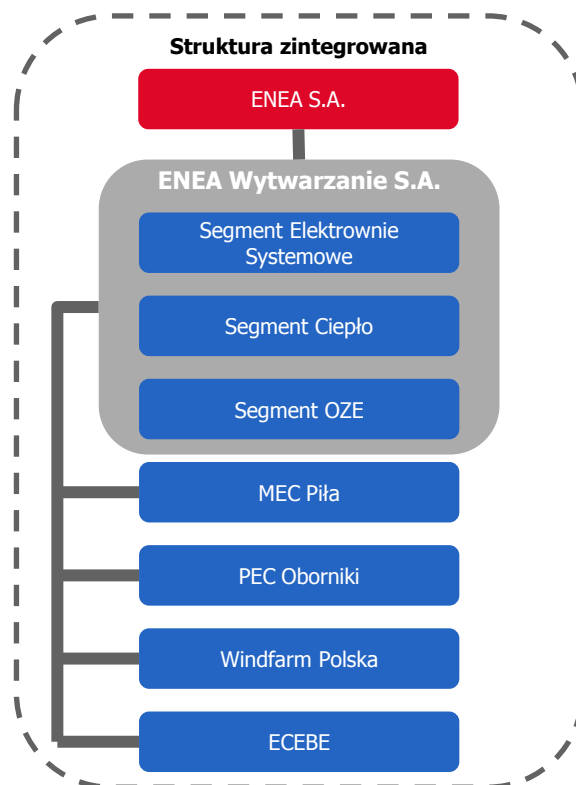 Struktura zintegrowana
ENEA S.A.
ENEA Wytwarzanie S.A.
Segment Elektrownie
Systemowe
Segment Ciepło
Segment OZE
MEC Piła
PEC Oborniki
Windfarm Polska
ECEBE